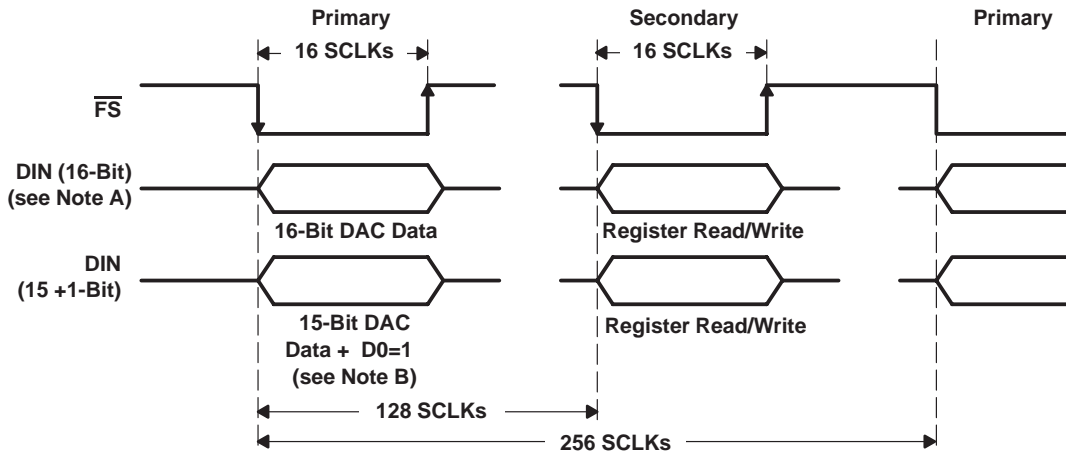 Primary
Secondary
Primary
16 SCLKs
16 SCLKs
FS
DIN (16-Bit)
(see Note A)
16-Bit DAC Data
Register Read/Write
DIN
(15 +1-Bit)
15-Bit DAC
Data + D0=1
(see Note B)
Register Read/Write
128 SCLKs
256 SCLKs